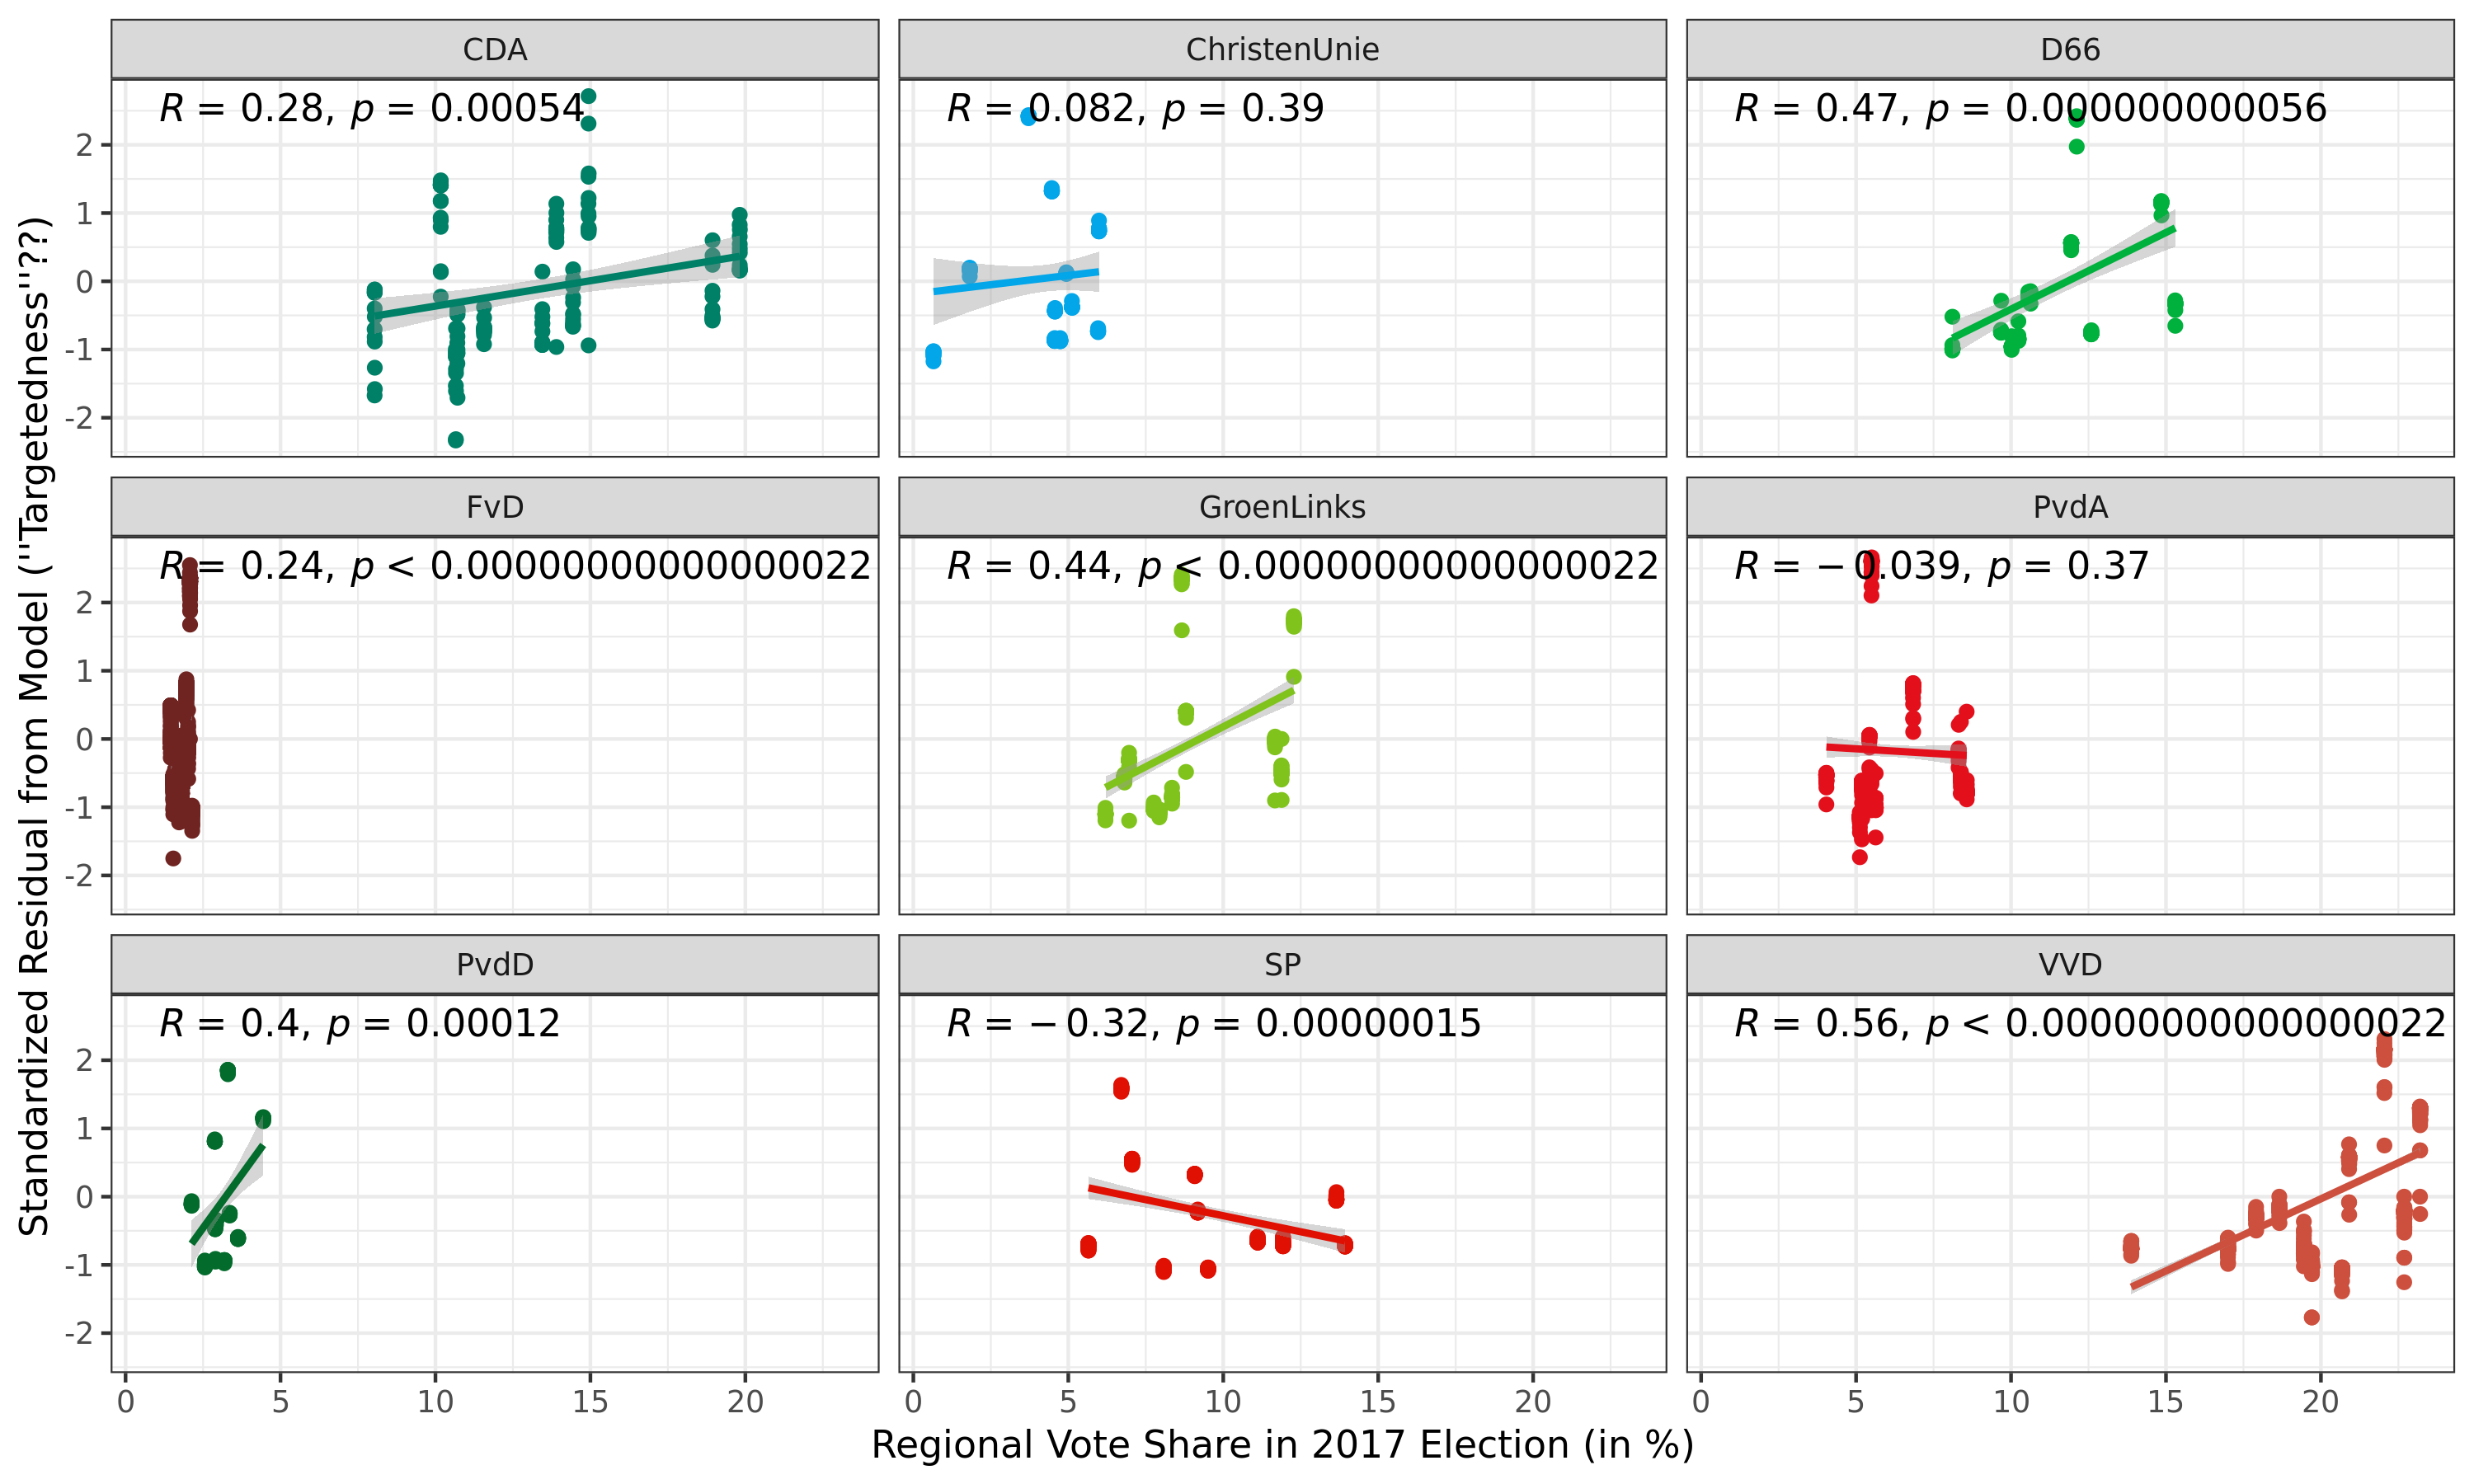 CDA
ChristenUnie
D66
R = 0.28, p = 0.00054
R = 0.082, p = 0.39
R = 0.47, p = 0.000000000056
2
1
0
-1
-2
FvD
GroenLinks
PvdA
R = 0.24, p < 0.00000000000000022
R = 0.44, p < 0.00000000000000022
R = −0.039, p = 0.37
2
1
0
-1
-2
PvdD
SP
VVD
R = 0.4, p = 0.00012
R = −0.32, p = 0.00000015
R = 0.56, p < 0.00000000000000022
2
1
0
-1
-2
0 5 10 15 20
0 5 10 15 20
0 5 10 15 20
Regional Vote Share in 2017 Election (in %)
Standardized Residual from Model (''Targetedness''??)